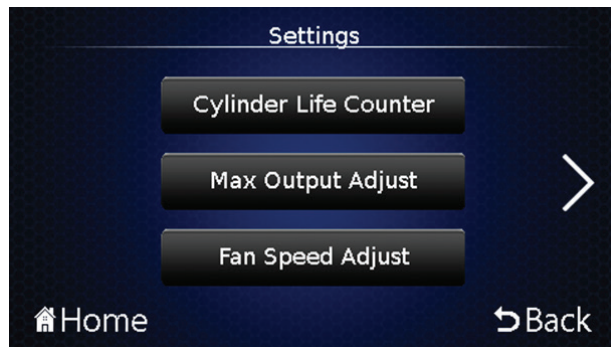 Settings
Cylinder Life Counter
Max Output Adjust
Fan Speed Adjust
Home
Back